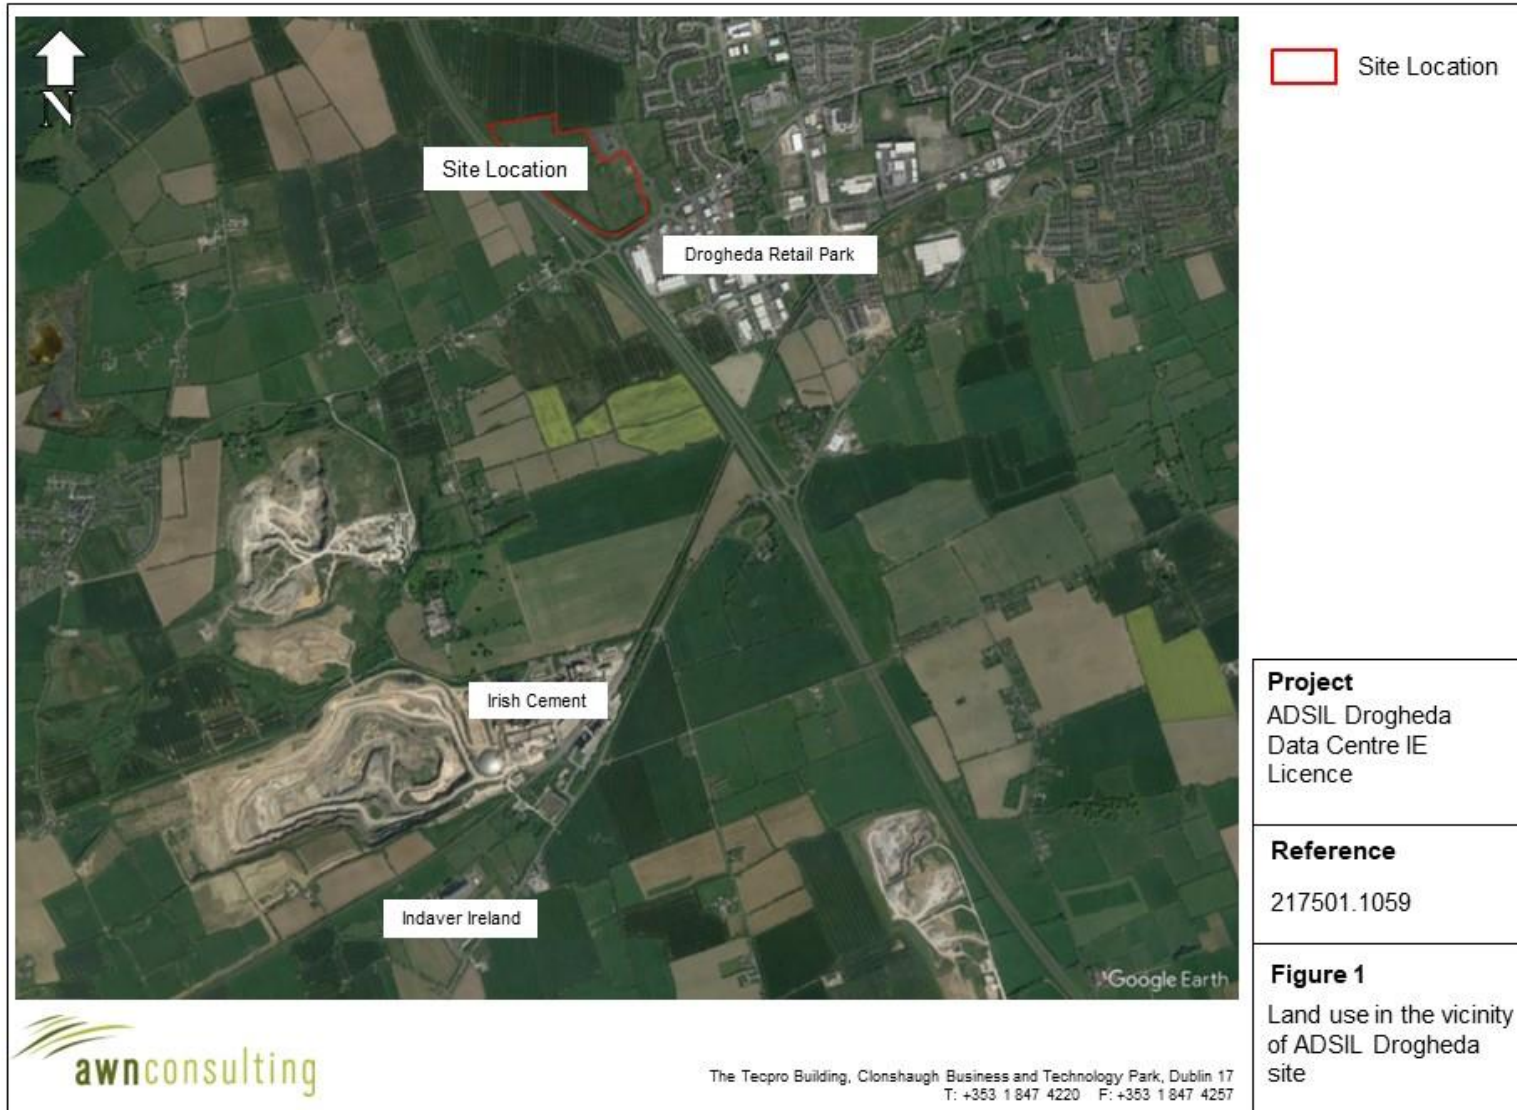 N
Site Location
Site Location
Drogheda Retail Park
Irish Cement
Indaver Ireland
Google Earth
Project
ADSIL Drogheda
Data Centre IE
Licence
Reference
217501.1059
Figure 1
Land use in the vicinity
of ADSIL Drogheda
site
awnconsulting
The Tecpro Building, Clonshaugh Business and Technology Park, Dublin 17
T: +353 1 847 4220 F: +353 1 847 4257